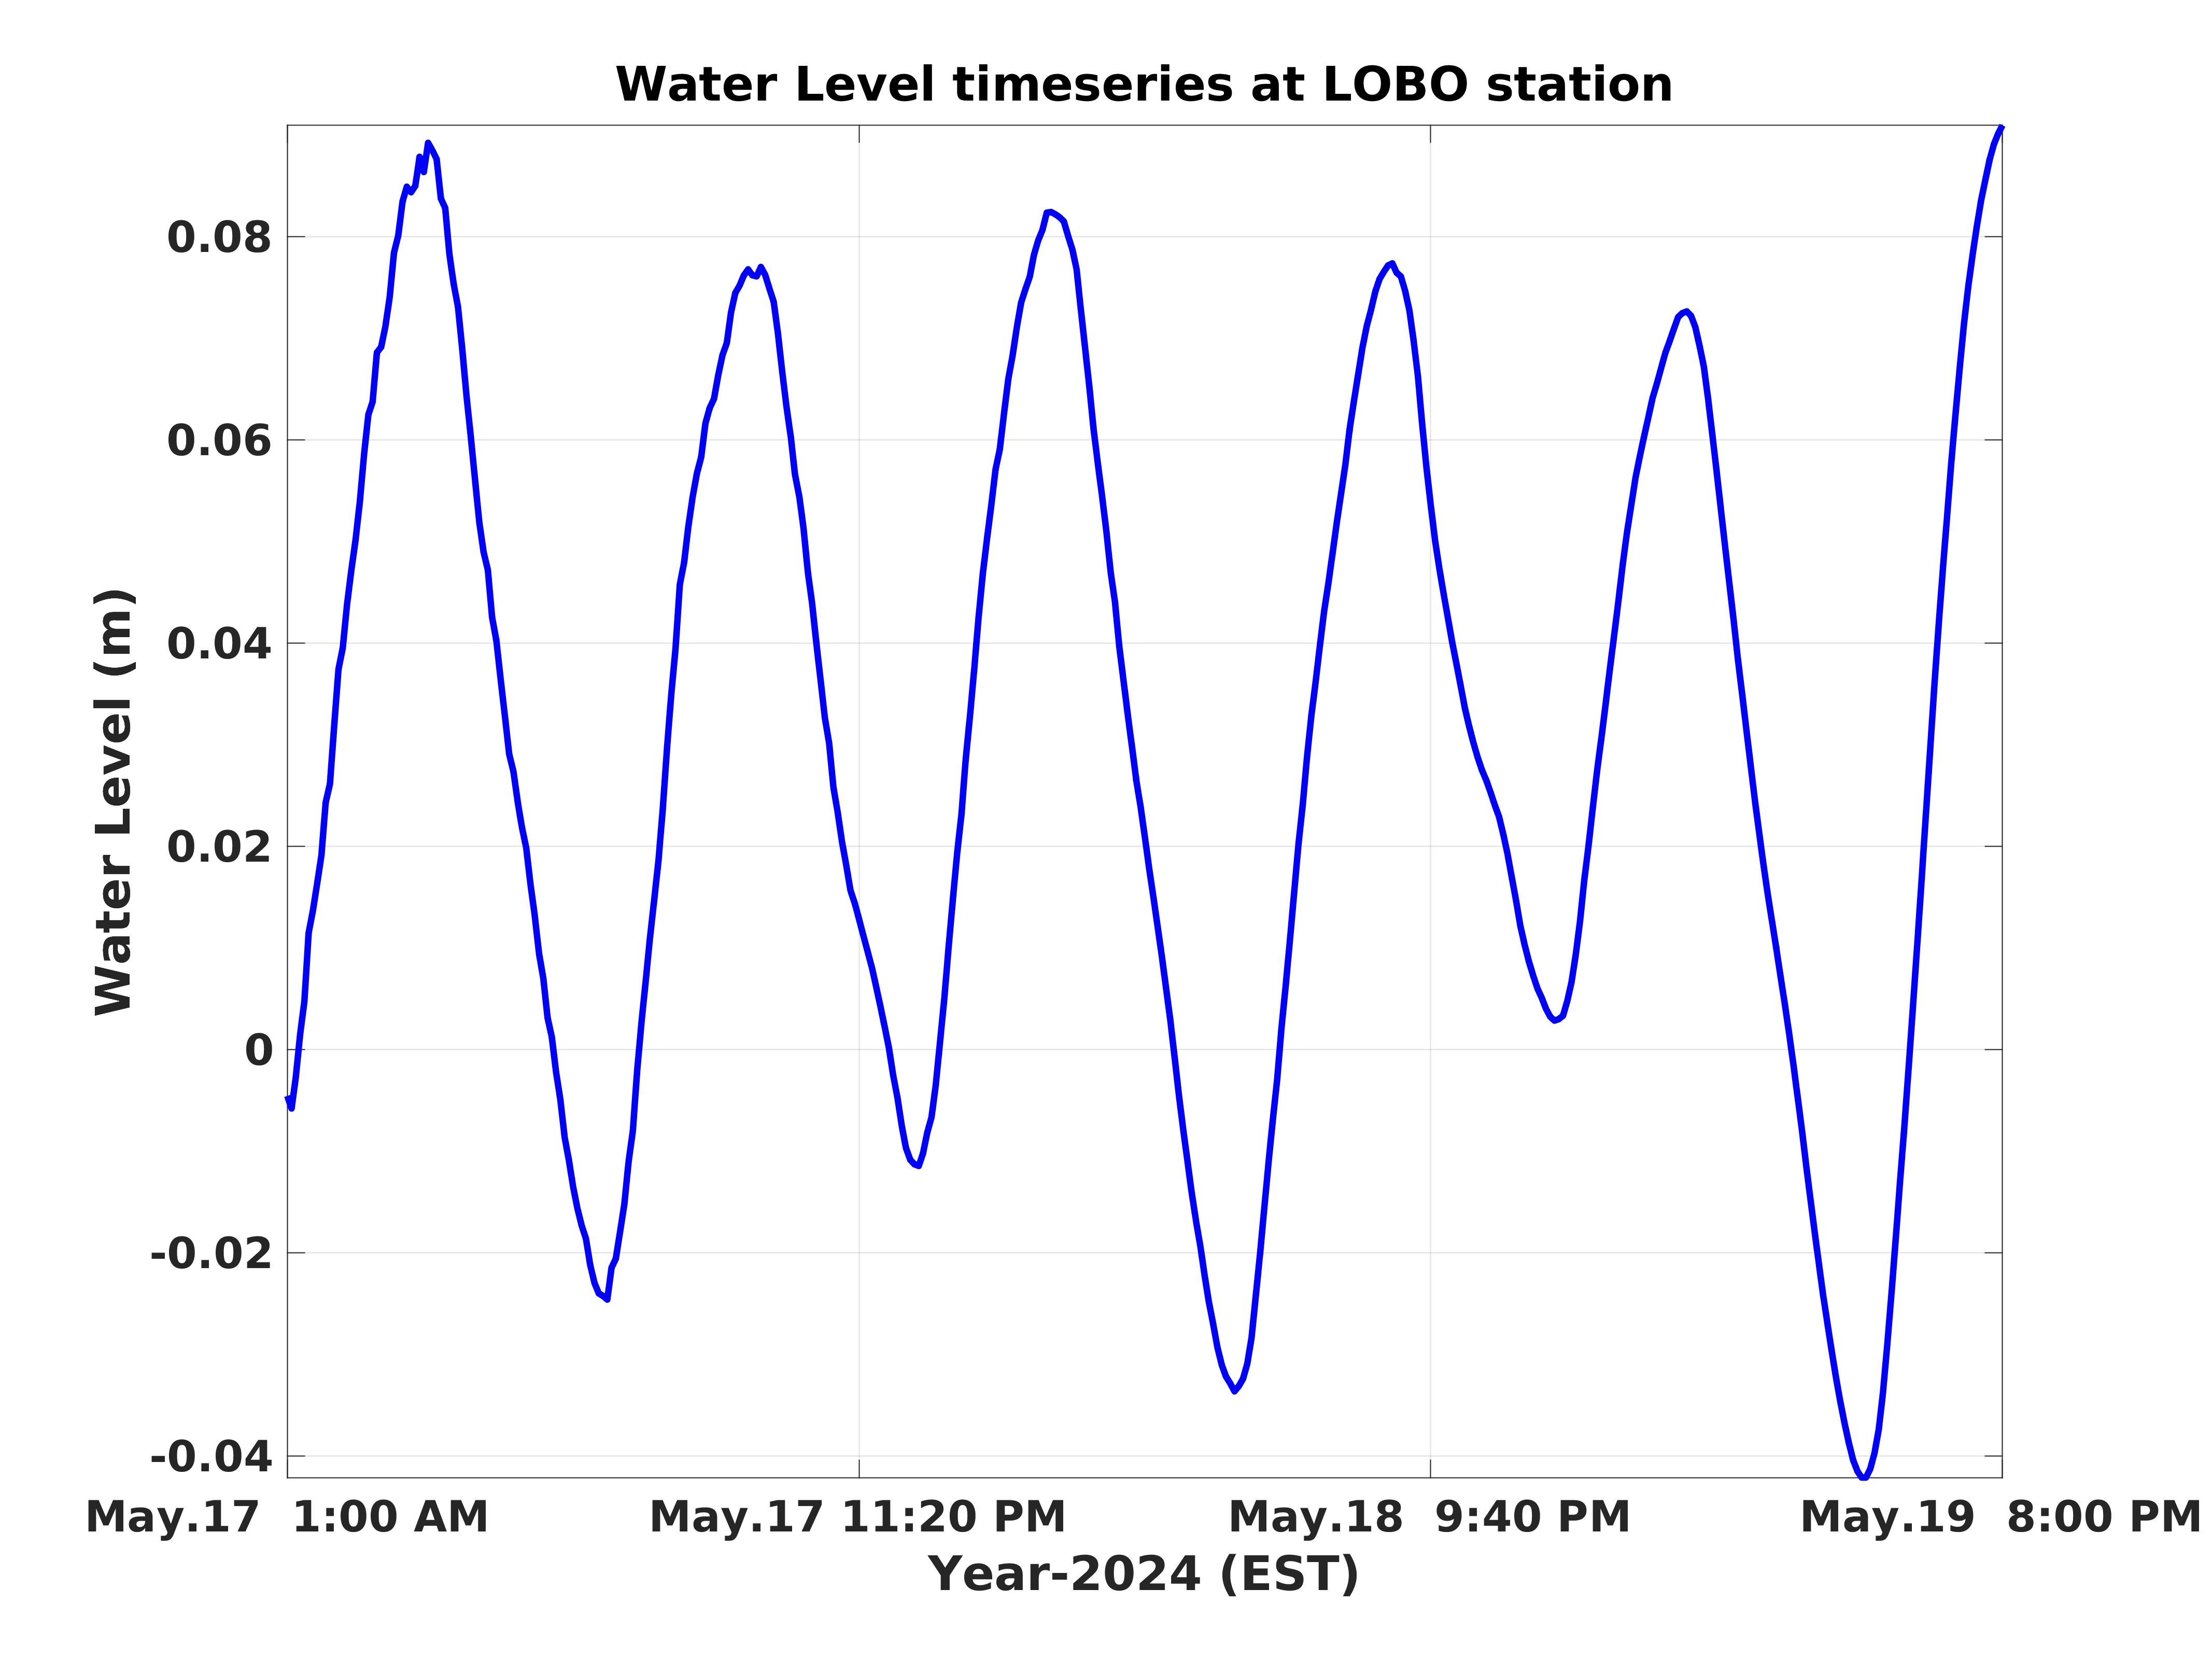 Water Level timeseries at LOBO station
Water Level (m)
0.08
0.06
0.04
0.02
0
-0.02
-0.04
May.17  1:00 AM
May.17 11:20 PM
May.18  9:40 PM
May.19  8:00 PM
Year-2024 (EST)